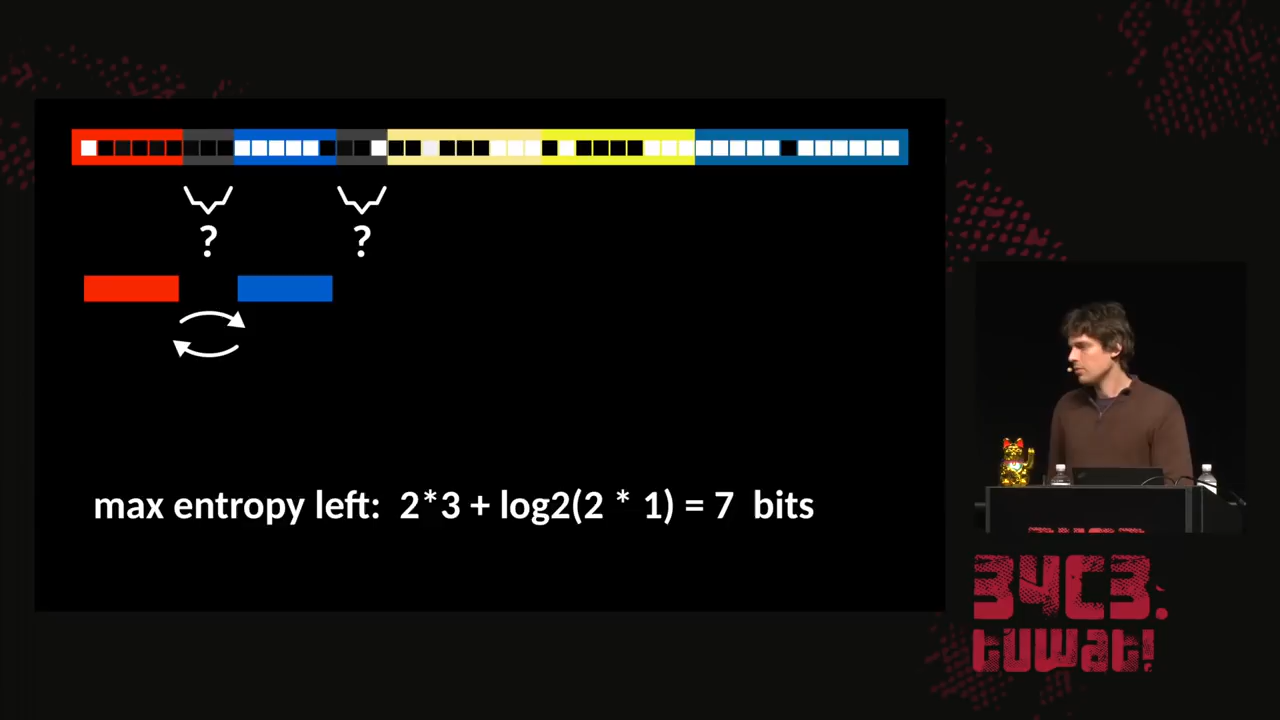 ? ?
max entropy left: 2*3 + log2(2 * 1) = 7 bits
34C3.
tuwat!